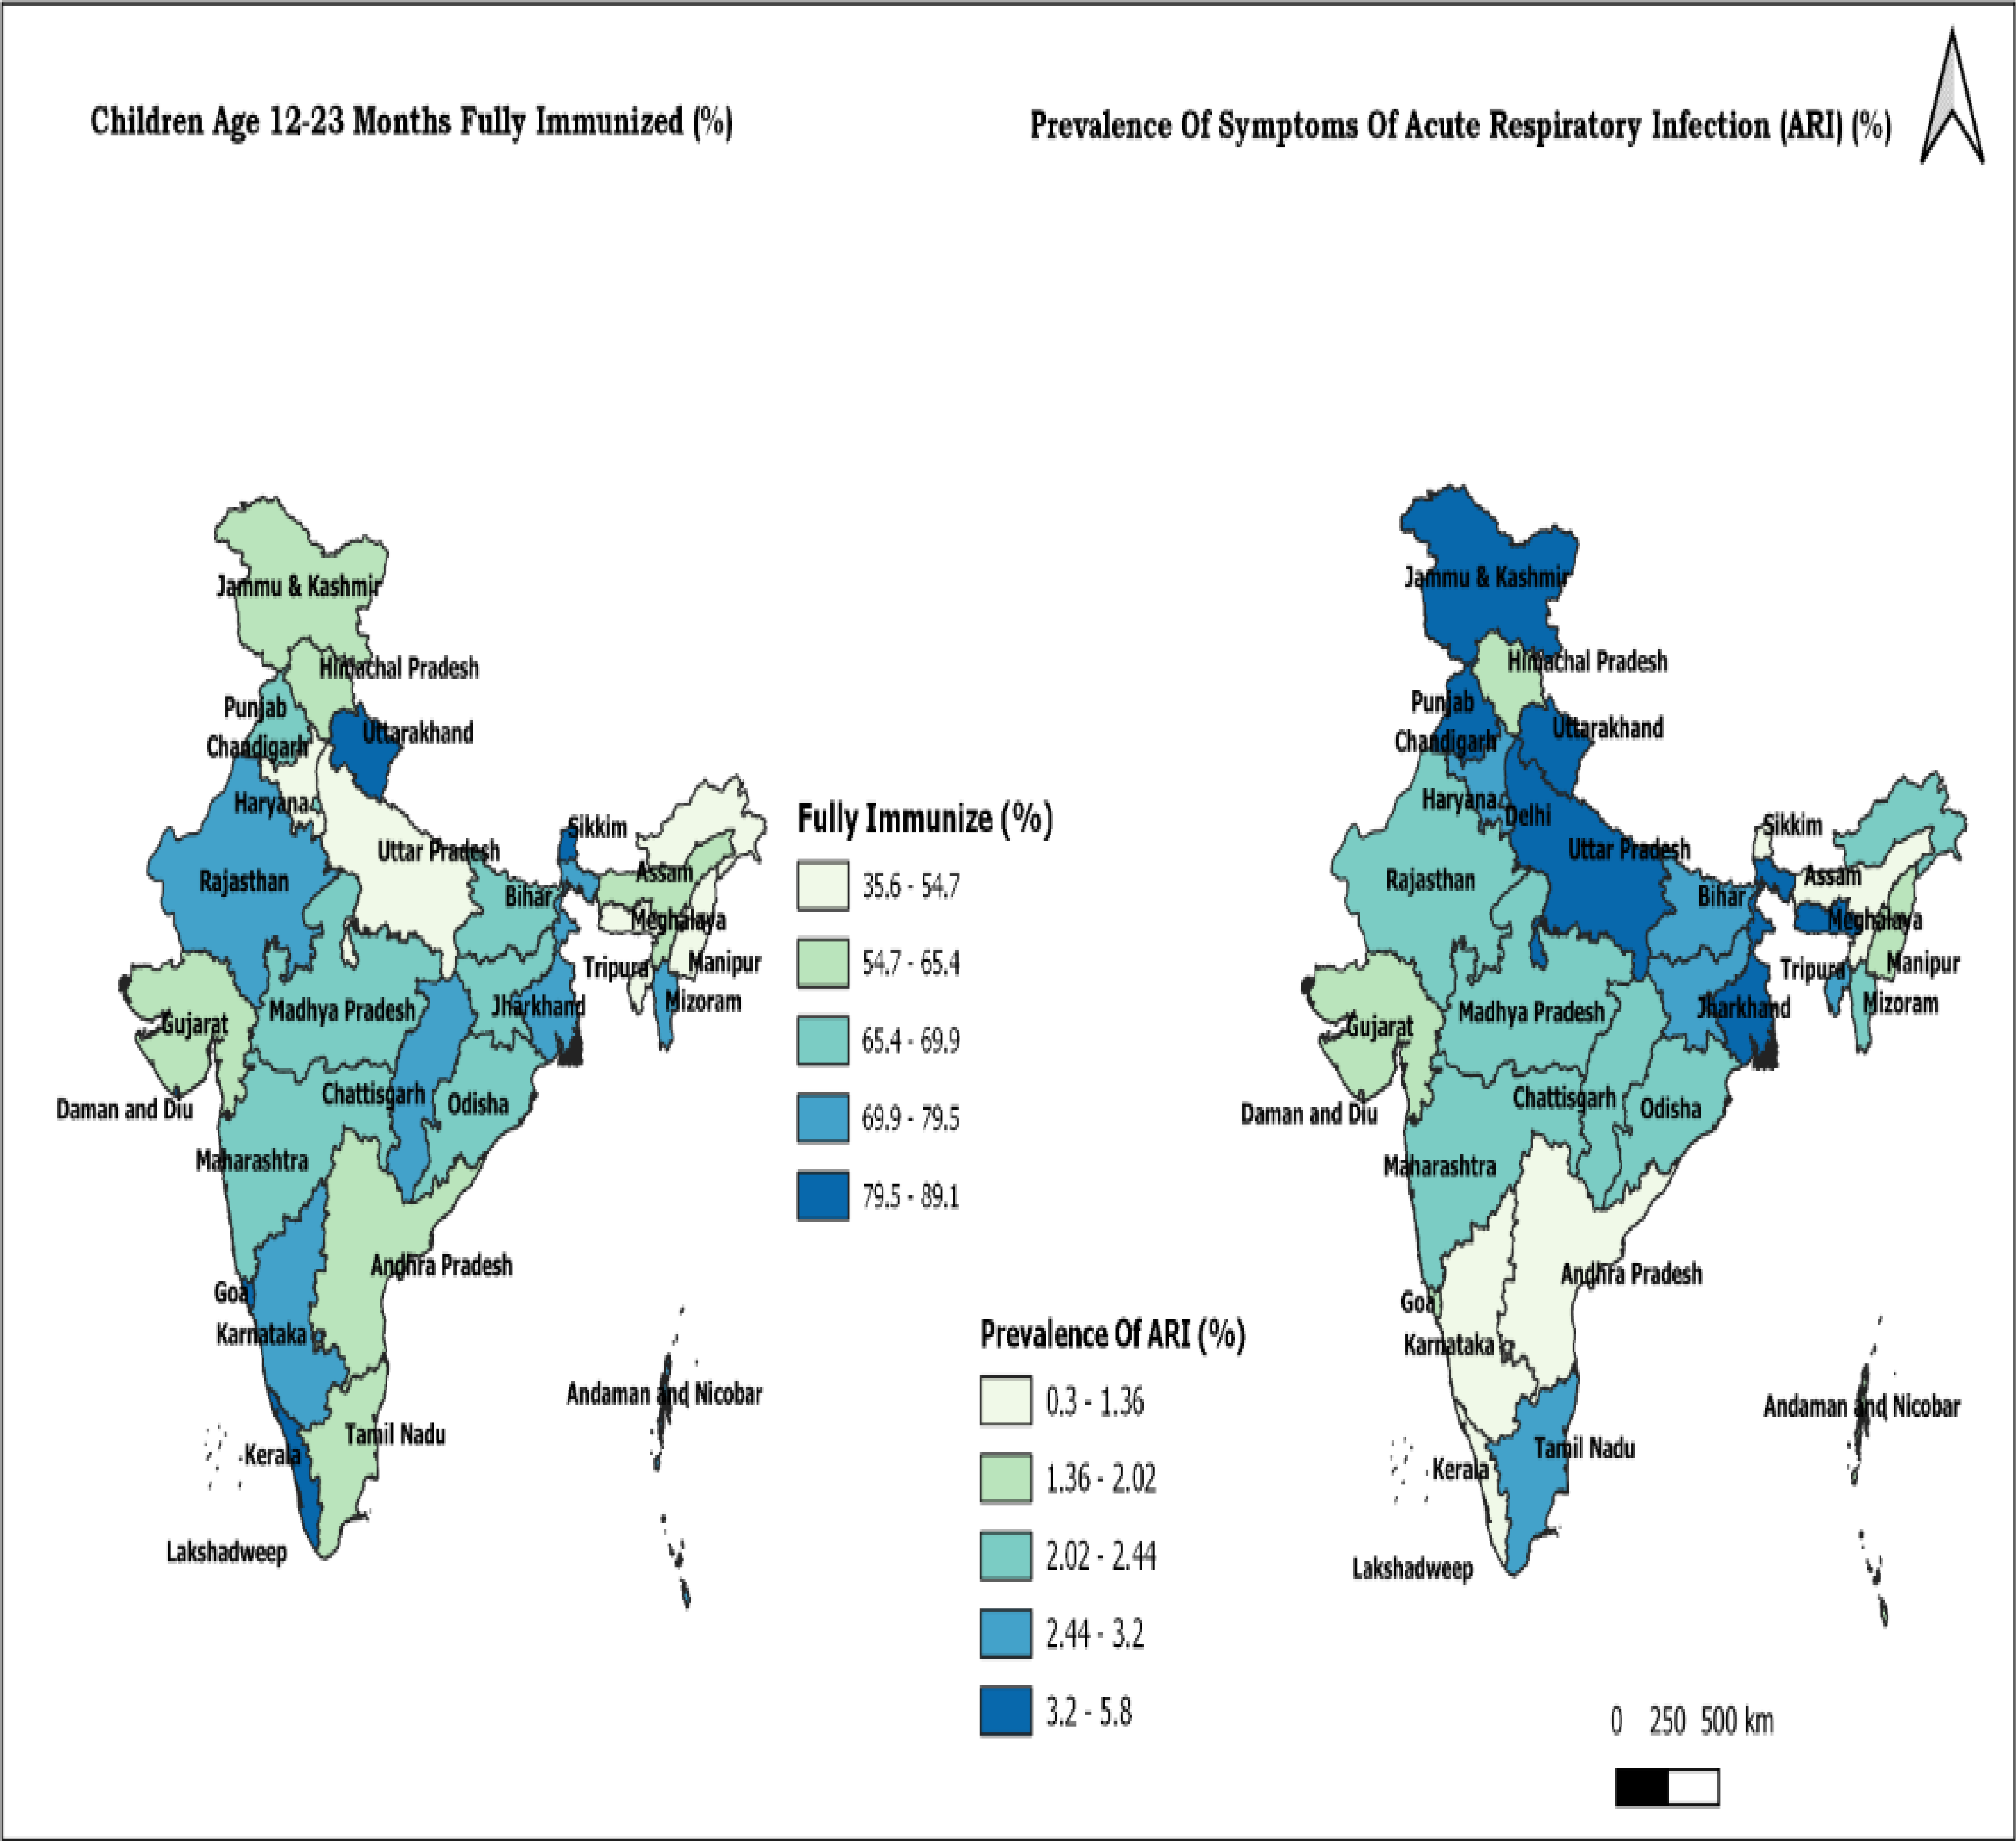 Children Age 12-23 Months Fully Immunized (%)
Prevalence Of Symptoms Of Acute Respiratory Infection (ARI) (%)
Jammu & Kashmir
Himachal Pradesh
Punjab
Uttarakhand
Chandigarh
Haryana
Sikkim
Uttar Pradesh
Rajasthan
Assam
Bihar
Meghalaya
Tripura
Manipur
Mizoram
Jharkhand
Madhya Pradesh
Gujarat
Chattisgarh
Odisha
Daman and Diu
Maharashtra
Andhra Pradesh
Goa
Karnataka
Andaman and Nicobar
Tamil Nadu
Kerala
Lakshadweep
Fully Immunize (%)
35.6 - 54.7
54.7 - 65.4
65.4 - 69.9
69.9 - 79.5
79.5 - 89.1
Prevalence Of ARI (%)
0.3 - 1.36
1.36 - 2.02
2.02 - 2.44
2.44 - 3.2
3.2 - 5.8
Jammu & Kashmir
Himachal Pradesh
Punjab
Uttarakhand
Chandigarh
Haryana
Delhi
Sikkim
Uttar Pradesh
Rajasthan
Assam
Bihar
Meghalaya
Tripura
Manipur
Mizoram
Jharkhand
Madhya Pradesh
Gujarat
Chattisgarh
Odisha
Daman and Diu
Maharashtra
Andhra Pradesh
Goa
Karnataka
Andaman and Nicobar
Tamil Nadu
Kerala
Lakshadweep
0 250 500 km